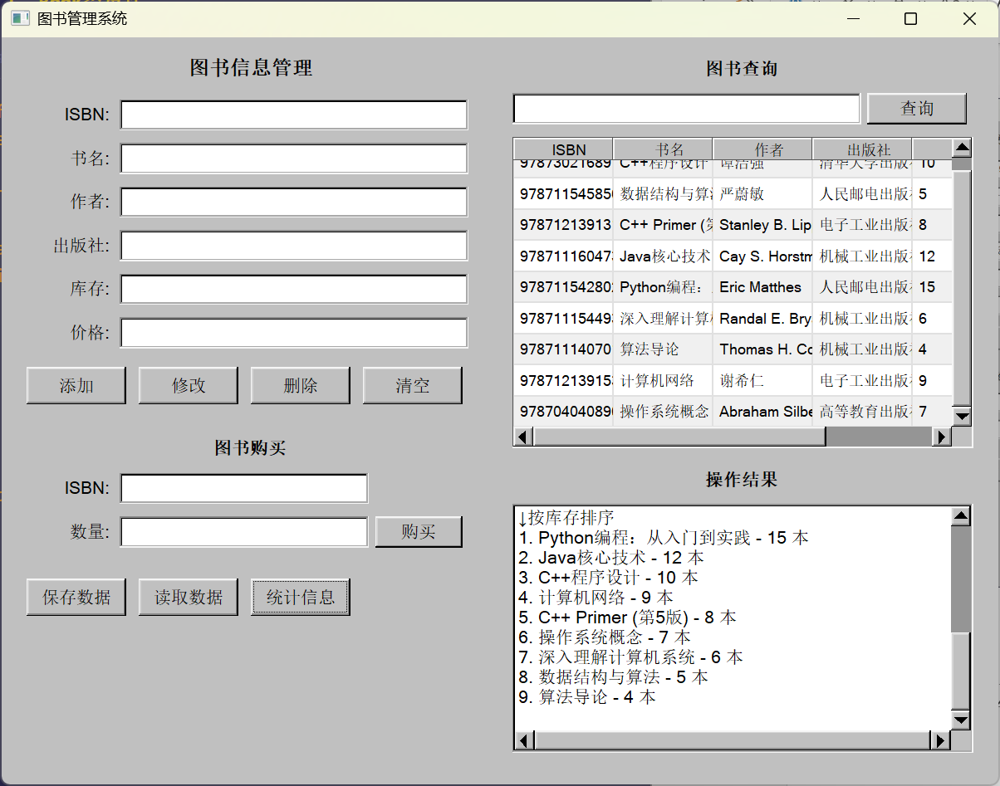 图书管理系统
图书信息管理
ISBN:
书名:
作者:
出版社:
库存:
价格:
添加 修改 删除 清空
图书购买
ISBN:
数量:
购买
保存数据 读取数据 统计信息
图书查询
查询
ISBN 书名 作者 出版社
97873021689 C++程序设计 谭浩强 清华大学出版 10
978711545850 数据结构与算 严蔚敏 人民邮电出版 5
97871213913 C++ Primer (第 Stanley B. Lip 电子工业出版 8
978711160473 Java核心技术 Cay S. Horstm 机械工业出版 12
978711542802 Python编程： Eric Matthes 人民邮电出版 15
978711154493 深入理解计算 Randal E. Bry 机械工业出版 6
97871114070 算法导论 Thomas H. Co 机械工业出版 4
978712139153 计算机网络 谢希仁 电子工业出版 9
978704040890 操作系统概念 Abraham Silbe 高等教育出版 7
操作结果
↓按库存排序
1. Python编程：从入门到实践 - 15 本
2. Java核心技术 - 12 本
3. C++程序设计 - 10 本
4. 计算机网络 - 9 本
5. C++ Primer (第5版) - 8 本
6. 操作系统概念 - 7 本
7. 深入理解计算机系统 - 6 本
8. 数据结构与算法 - 5 本
9. 算法导论 - 4 本